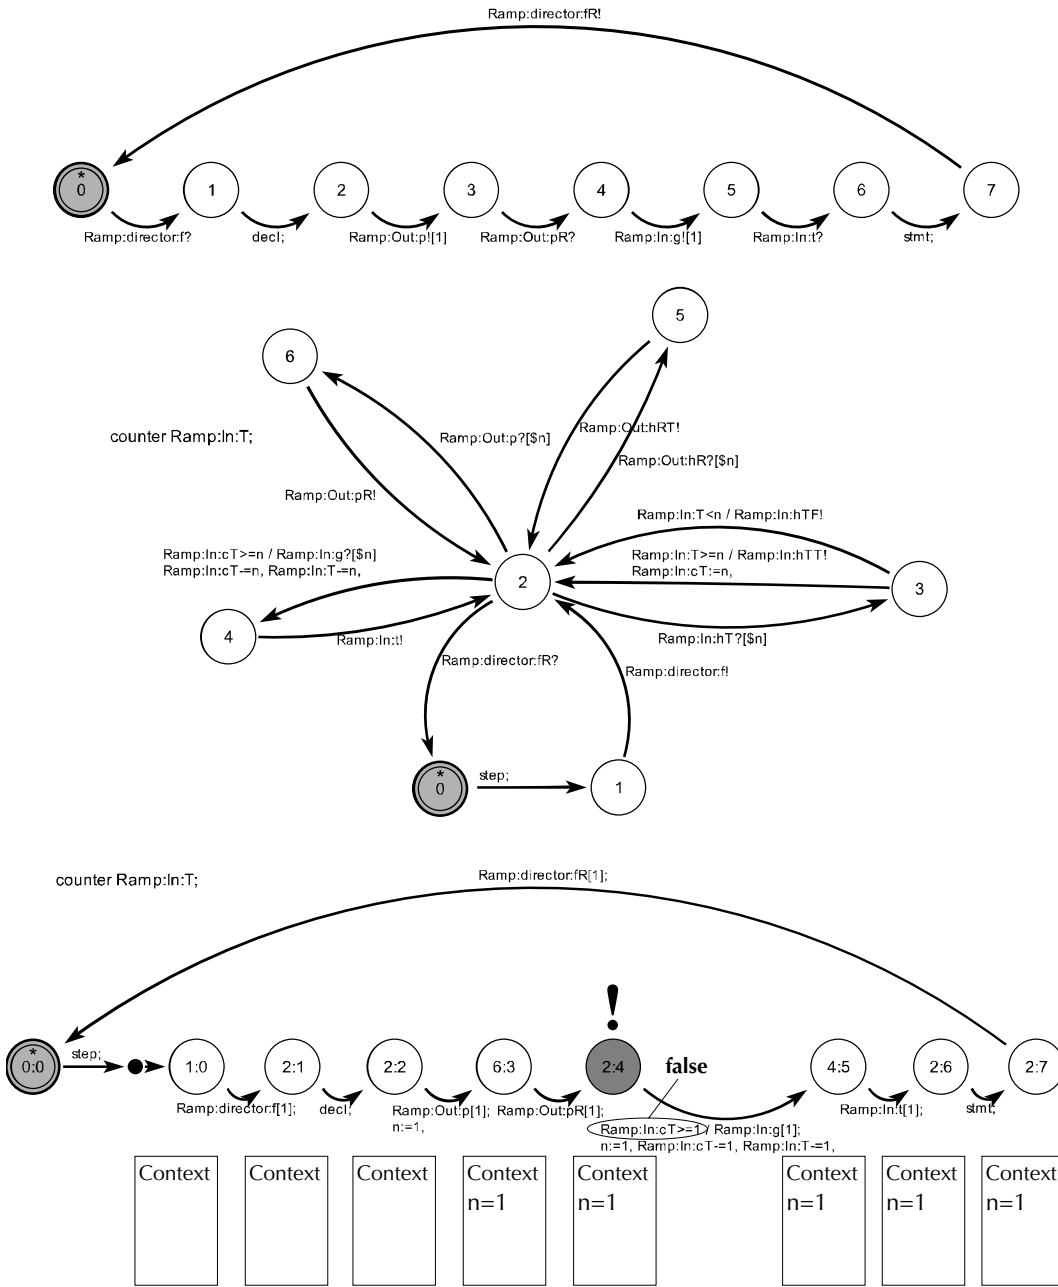 Ramp:director:fR!
*
0
1
2
3
4
5
6
7
Ramp:director:f?
decl;
Ramp:Out:p![1]
Ramp:Out:pR?
Ramp:In:g![1]
Ramp:In:t?
stmt;
5
6
counter Ramp:In:T;
Ramp:Out:hRT!
Ramp:Out:p?[$n]
Ramp:Out:hR?[$n]
Ramp:Out:pR!
Ramp:In:T<n / Ramp:In:hTF!
Ramp:In:cT>=n / Ramp:In:g?[$n]
Ramp:In:cT-=n, Ramp:In:T-=n,
Ramp:In:T>=n / Ramp:In:hTT!
Ramp:In:cT:=n,
2
3
4
Ramp:In:t!
Ramp:In:hT?[$n]
Ramp:director:fR?
Ramp:director:f!
*
0
step;
1
counter Ramp:In:T;
Ramp:director:fR[1];
*
0:0
step;
1:0
2:1
2:2
6:3
2:4
false
4:5
2:6
2:7
Ramp:director:f[1];
decl;
Ramp:Out:p[1];
n:=1,
Ramp:Out:pR[1];
Ramp:In:cT>=1 / Ramp:In:g[1];
n:=1, Ramp:In:cT-=1, Ramp:In:T-=1,
Ramp:In:t[1];
stmt;
!
Context
Context
Context
Context
n=1
Context
n=1
Context
n=1
Context
n=1
Context
n=1